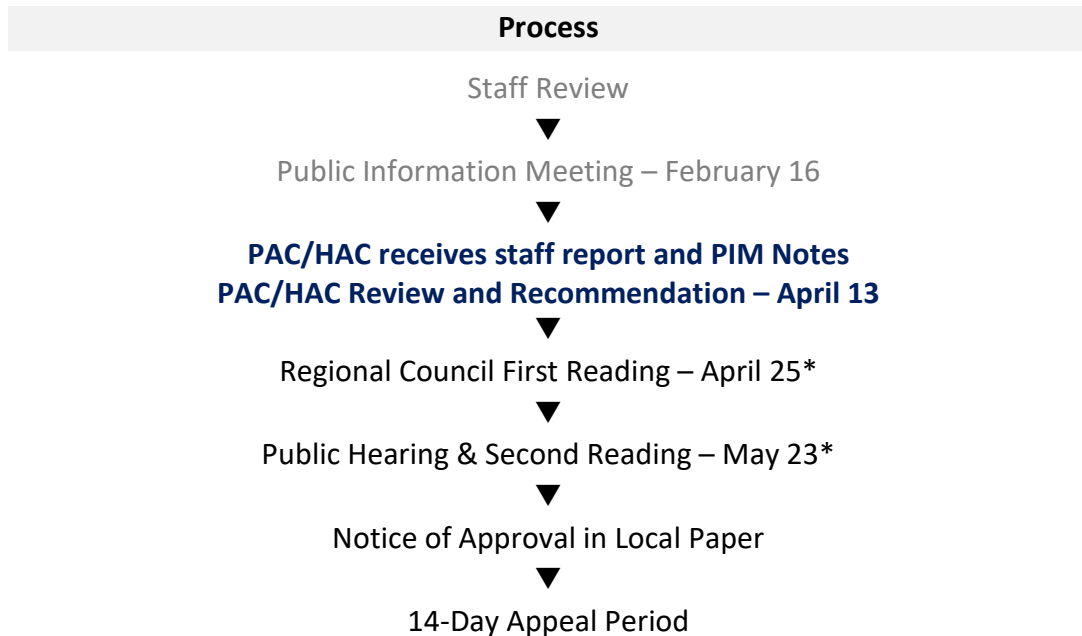 Process
Staff Review
Public Information Meeting – February 16
PAC/HAC receives staff report and PIM Notes
PAC/HAC Review and Recommendation – April 13
Regional Council First Reading – April 25*
Public Hearing & Second Reading – May 23*
Notice of Approval in Local Paper
14-Day Appeal Period